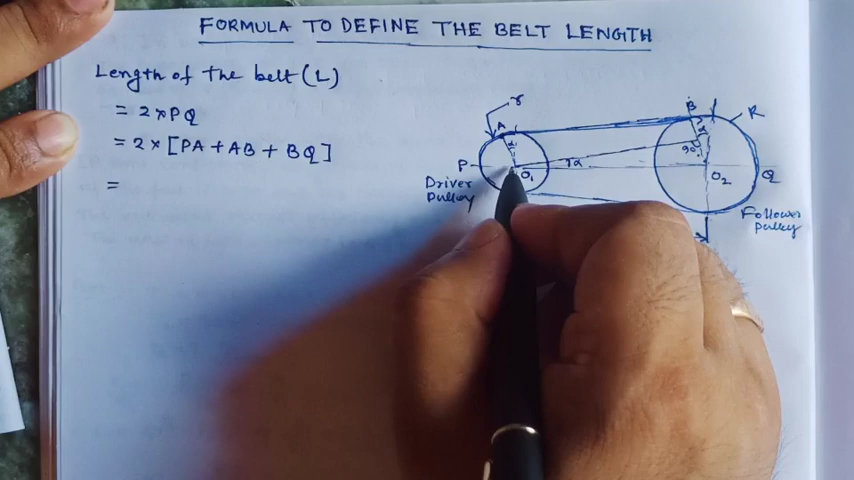 FORMULA TO DEFINE THE BELT LENGTH
Length of the belt (L)
= 2 × PQ
= 2 × [PA + AB + BQ]
=
r
A
B
R
α
α
90°
P
α
O₁
O₂
Q
Driver
Pulley
Follower
Pulley